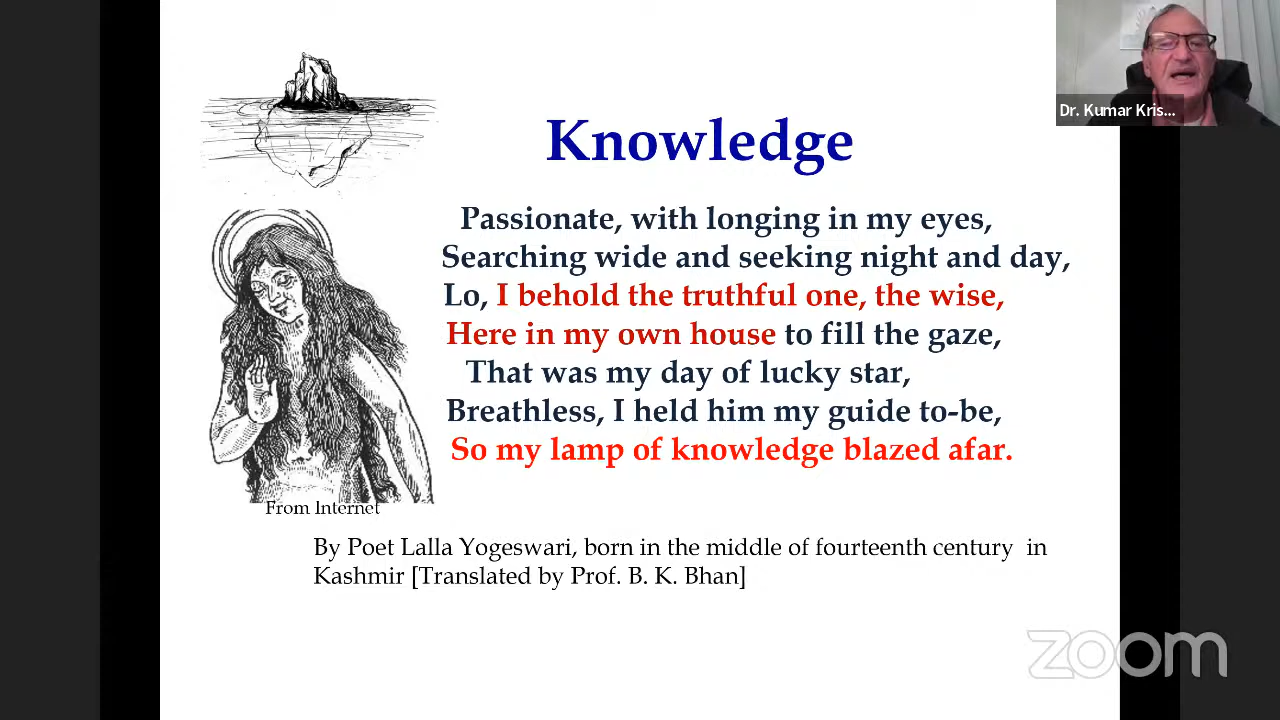 Dr. Kumar Kris...
Knowledge
Passionate, with longing in my eyes,
Searching wide and seeking night and day,
Lo, I behold the truthful one, the wise,
Here in my own house to fill the gaze,
That was my day of lucky star,
Breathless, I held him my guide to-be,
So my lamp of knowledge blazed afar.
From Internet
By Poet Lalla Yogeswari, born in the middle of fourteenth century in
Kashmir [Translated by Prof. B. K. Bhan]
zoom